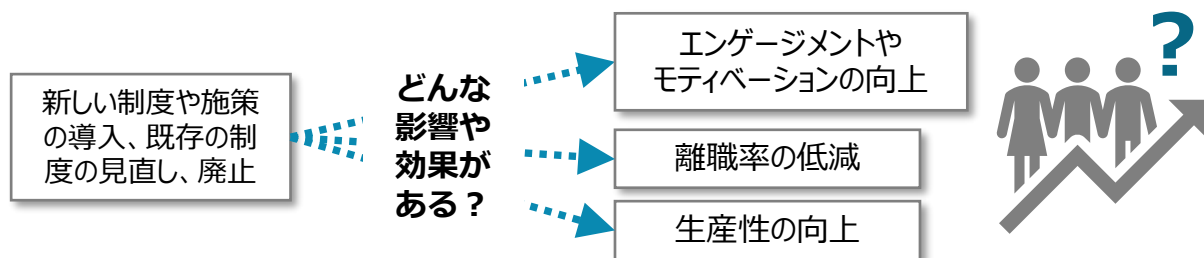 新しい制度や施策
の導入、既存の制
度の見直し、廃止
どんな
影響や
効果が
ある？
エンゲージメントや
モティベーションの向上
離職率の低減
生産性の向上
?